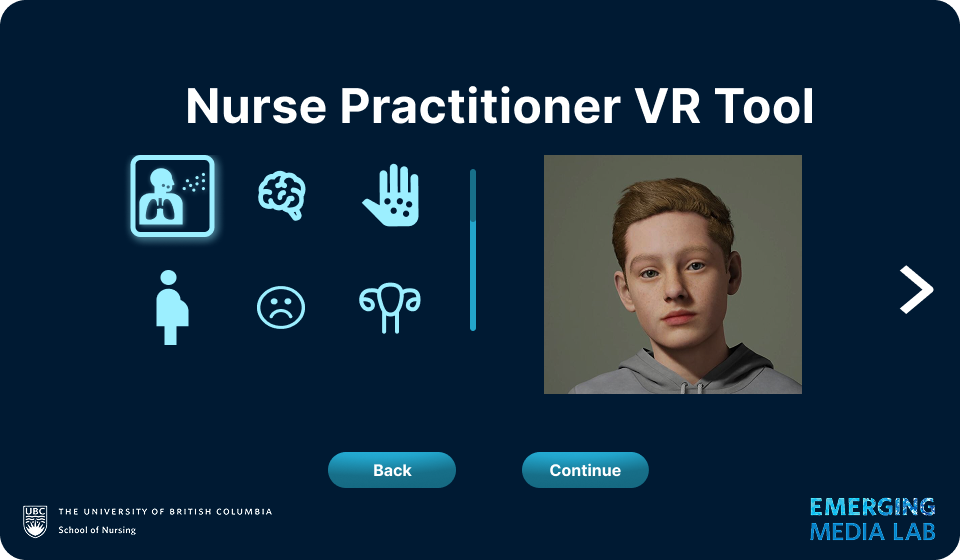 Nurse Practitioner VR Tool
Back
Continue
UBC
THE UNIVERSITY OF BRITISH COLUMBIA
School of Nursing
EMERGING
MEDIA LAB